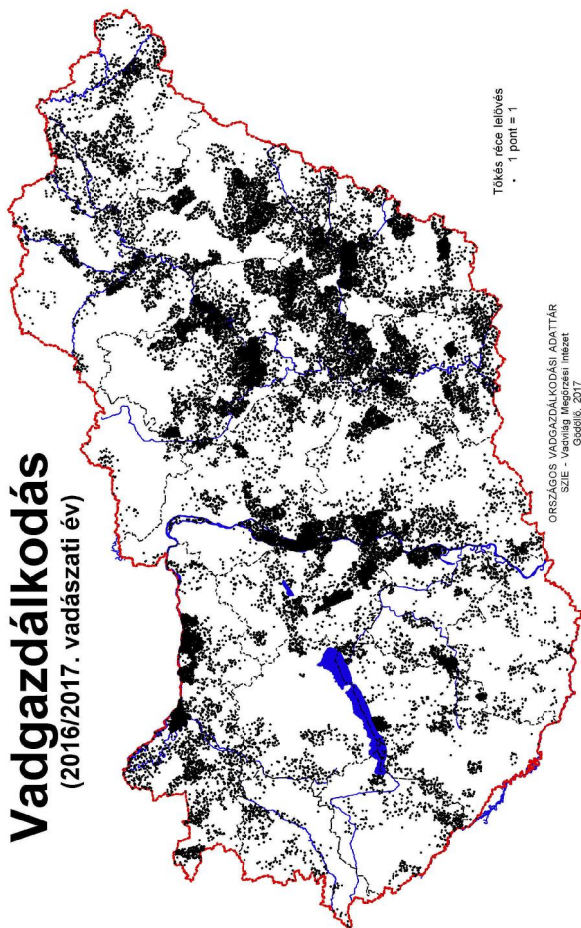 Vadgazdálkodás
(2016/2017. vadászati év)
Tőkés réce lelövés
• 1 pont = 1
ORSZÁGOS VADGAZDÁLKODÁSI ADATTÁR
SZIE - Vadvilág Megőrzési Intézet
Gödöllő, 2017